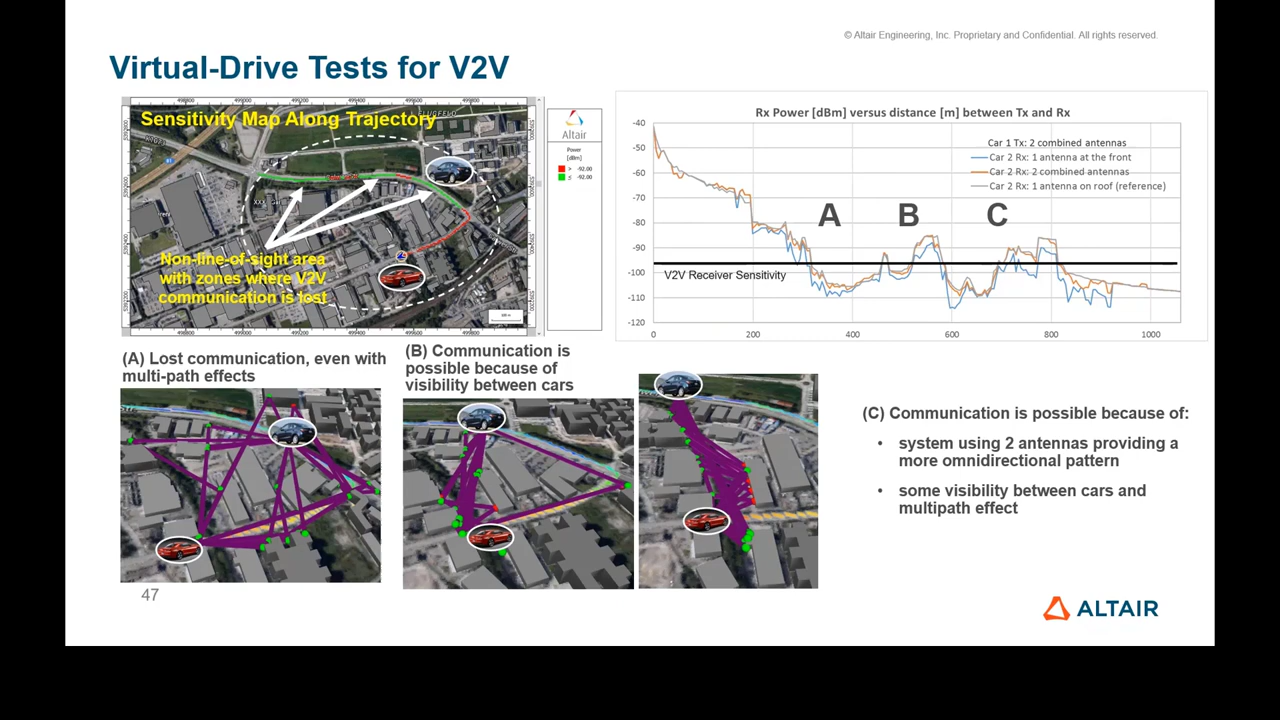 © Altair Engineering, Inc. Proprietary and Confidential. All rights reserved.
Virtual-Drive Tests for V2V
Sensitivity Map Along Trajectory
Non-line-of-sight area
with zones where V2V
communication is lost
Altair
Power
[dBm]
> -92.00
≤ -92.00
Rx Power [dBm] versus distance [m] between Tx and Rx
Car 1 Tx: 2 combined antennas
Car 2 Rx: 1 antenna at the front
Car 2 Rx: 2 combined antennas
Car 2 Rx: 1 antenna on roof (reference)
A B C
V2V Receiver Sensitivity
-40
-50
-60
-70
-80
-90
-100
-110
-120
0 200 400 600 800 1000
(A) Lost communication, even with
multi-path effects
(B) Communication is
possible because of
visibility between cars
(C) Communication is possible because of:
• system using 2 antennas providing a
more omnidirectional pattern
• some visibility between cars and
multipath effect
47
ALTAIR